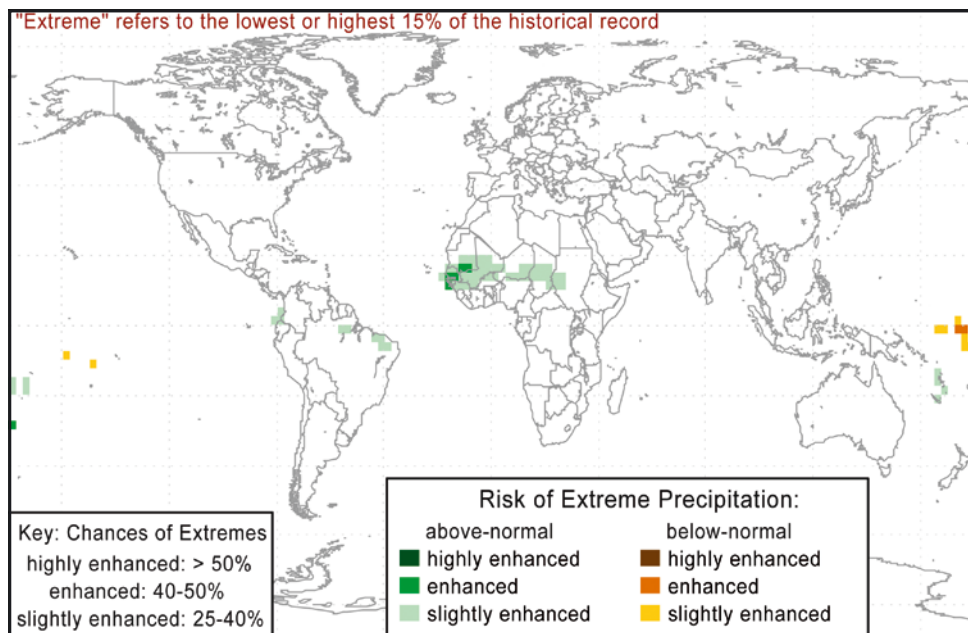 "Extreme" refers to the lowest or highest 15% of the historical record
Key: Chances of Extremes
highly enhanced: > 50%
enhanced: 40-50%
slightly enhanced: 25-40%
Risk of Extreme Precipitation:
above-normal
highly enhanced
enhanced
slightly enhanced
below-normal
highly enhanced
enhanced
slightly enhanced